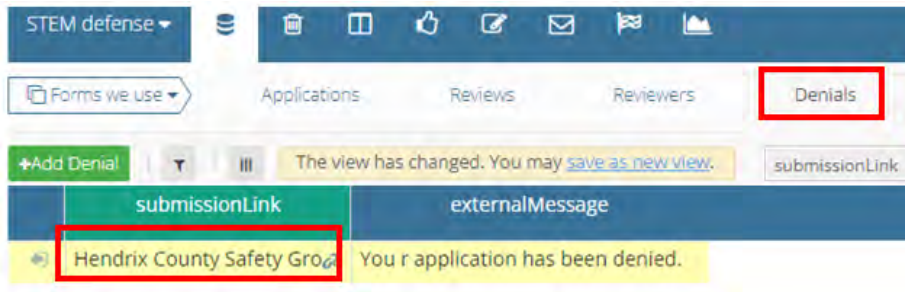 STEM defense
Forms we use Applications Reviews Reviewers Denials
+Add Denial The view has changed. You may save as new view. submissionLink
submissionLink externalMessage
Hendrix County Safety Gro You r application has been denied.